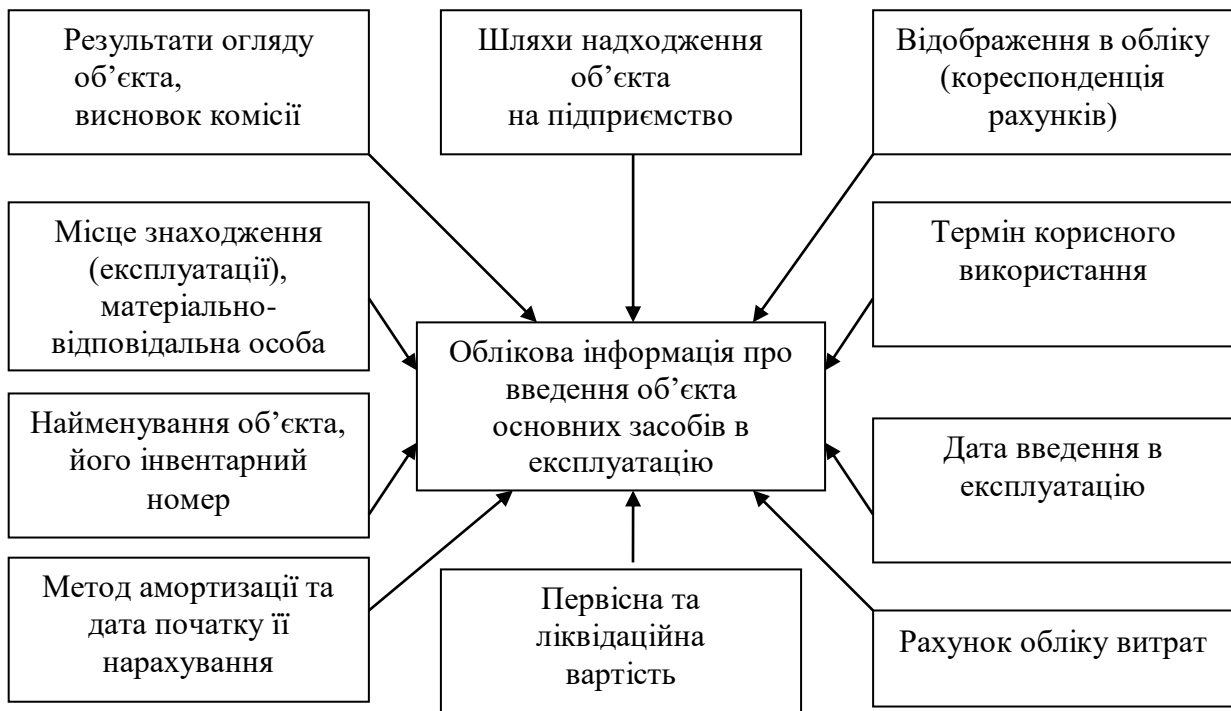 Результати огляду
об’єкта,
висновок комісії
Шляхи надходження
об’єкта
на підприємство
Відображення в обліку
(кореспонденція
рахунків)
Місце знаходження
(експлуатації),
матеріально-
відповідальна особа
Термін корисного
використання
Облікова інформація про
введення об’єкта
основних засобів в
експлуатацію
Найменування об’єкта,
його інвентарний
номер
Дата введення в
експлуатацію
Метод амортизації та
дата початку її
нарахування
Первісна та
ліквідаційна
вартість
Рахунок обліку витрат